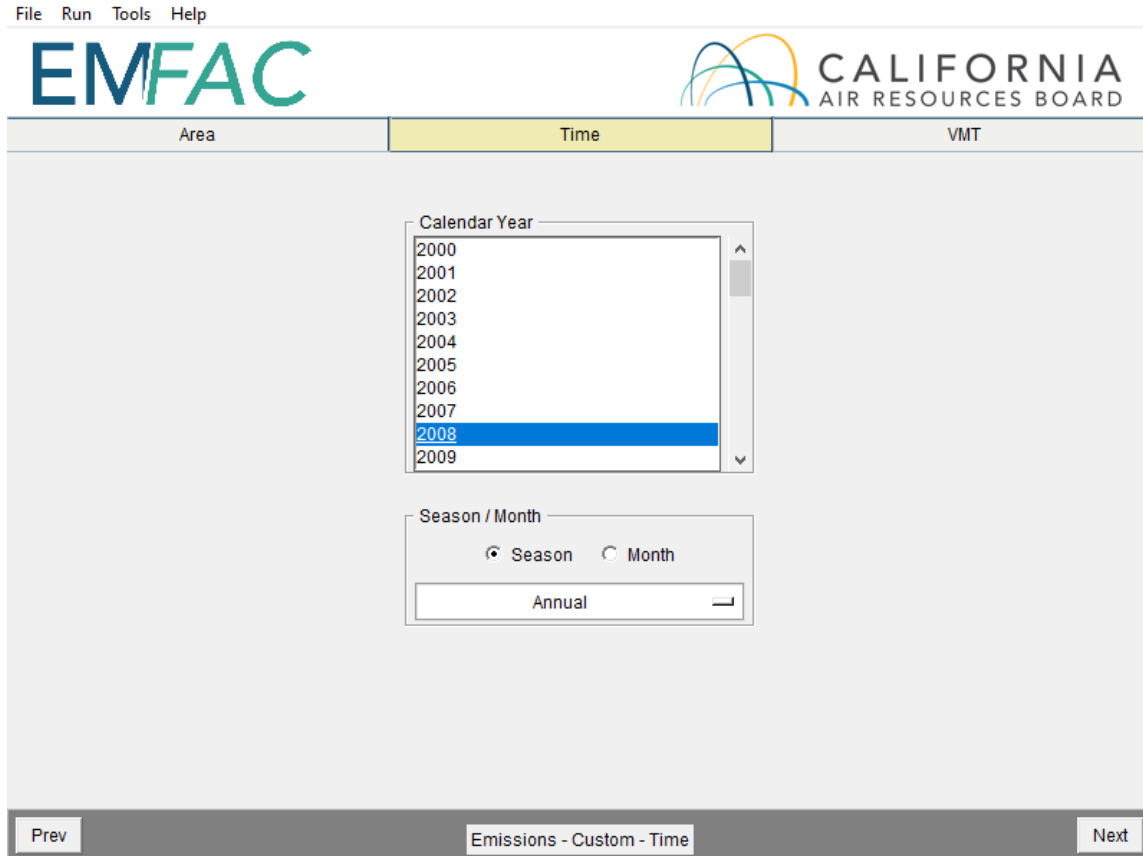 File Run Tools Help
EMFAC
CALIFORNIA
AIR RESOURCES BOARD
Area Time VMT
Calendar Year
2000
2001
2002
2003
2004
2005
2006
2007
2008
2009
Season / Month
Season Month
Annual
Prev Emissions - Custom - Time Next